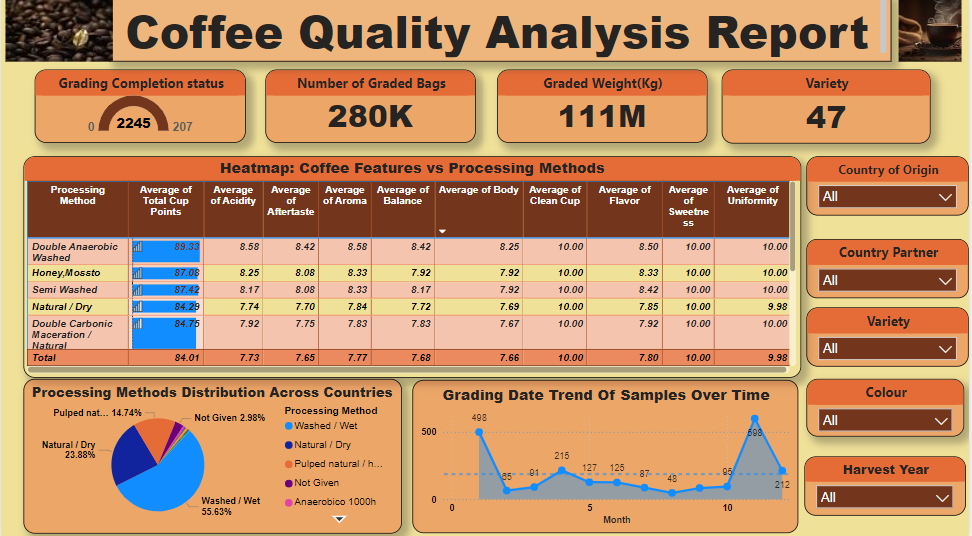 Coffee Quality Analysis Report
Grading Completion status
0 2245 207
Number of Graded Bags
280K
Graded Weight(Kg)
111M
Variety
47
Heatmap: Coffee Features vs Processing Methods
Processing Method | Average of Total Cup Points | Average of Acidity | Average of Aftertaste | Average of Aroma | Average of Balance | Average of Body | Average of Clean Cup | Average of Flavor | Average of Sweetness | Average of Uniformity
Double Anaerobic Washed 89.33 8.58 8.42 8.58 8.42 8.25 10.00 8.50 10.00 10.00
Honey,Mossto 87.08 8.25 8.08 8.33 7.92 7.92 10.00 8.33 10.00 10.00
Semi Washed 87.42 8.17 8.08 8.33 8.17 7.92 10.00 8.42 10.00 10.00
Natural / Dry 84.29 7.74 7.70 7.84 7.72 7.69 10.00 7.85 10.00 9.98
Double Carbonic Maceration / Natural 84.75 7.92 7.75 7.83 7.83 7.67 10.00 7.92 10.00 10.00
Total 84.01 7.73 7.65 7.77 7.68 7.66 10.00 7.80 10.00 9.98
Country of Origin
All
Country Partner
All
Variety
All
Colour
All
Harvest Year
All
Processing Methods Distribution Across Countries
Pulped nat... 14.74%
Not Given 2.98%
Natural / Dry
23.88%
Washed / Wet
55.63%
Processing Method
Washed / Wet
Natural / Dry
Pulped natural / h...
Not Given
Anaerobico 1000h
Grading Date Trend Of Samples Over Time
500
0
498 65 91 215 127 125 87 48 95 598 212
0 5 10
Month